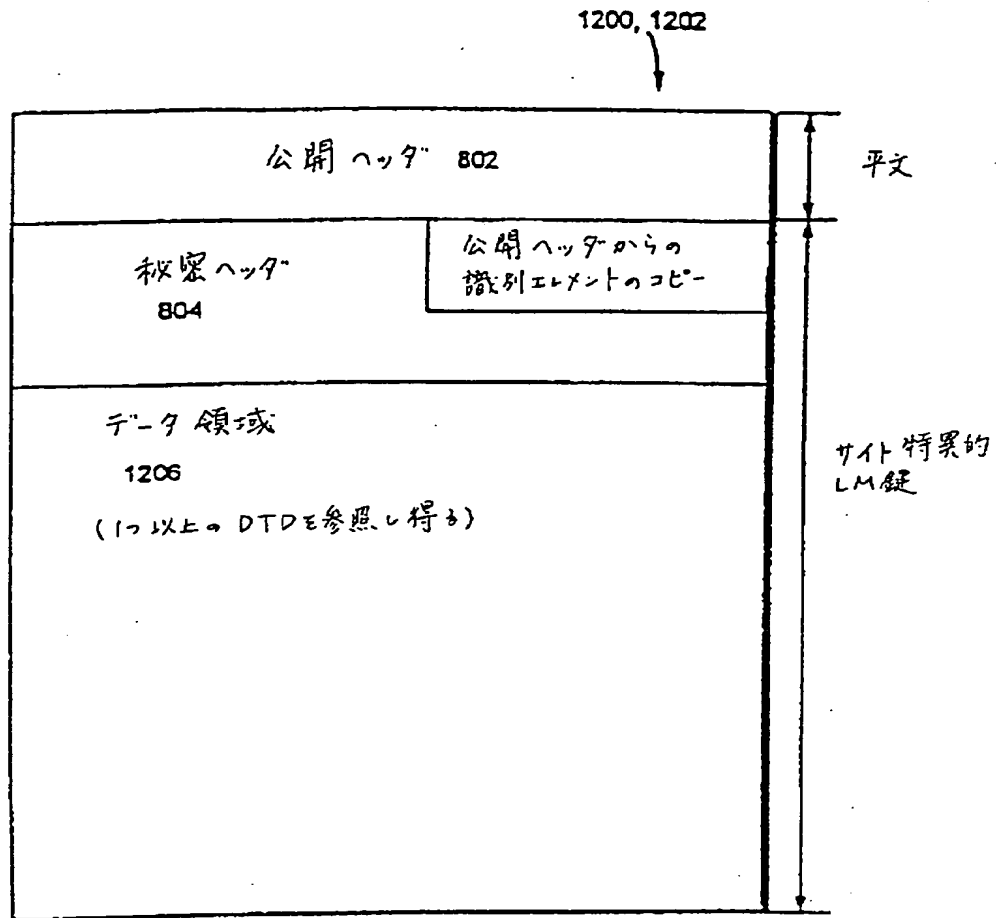 1200, 1202
公開ヘッダ 802
平文
秘密ヘッダ
804
公開ヘッダからの
識別エレメントのコピー
データ領域
1206
(1つ以上のDTDを参照し得る)
サイト特異的
LM錠